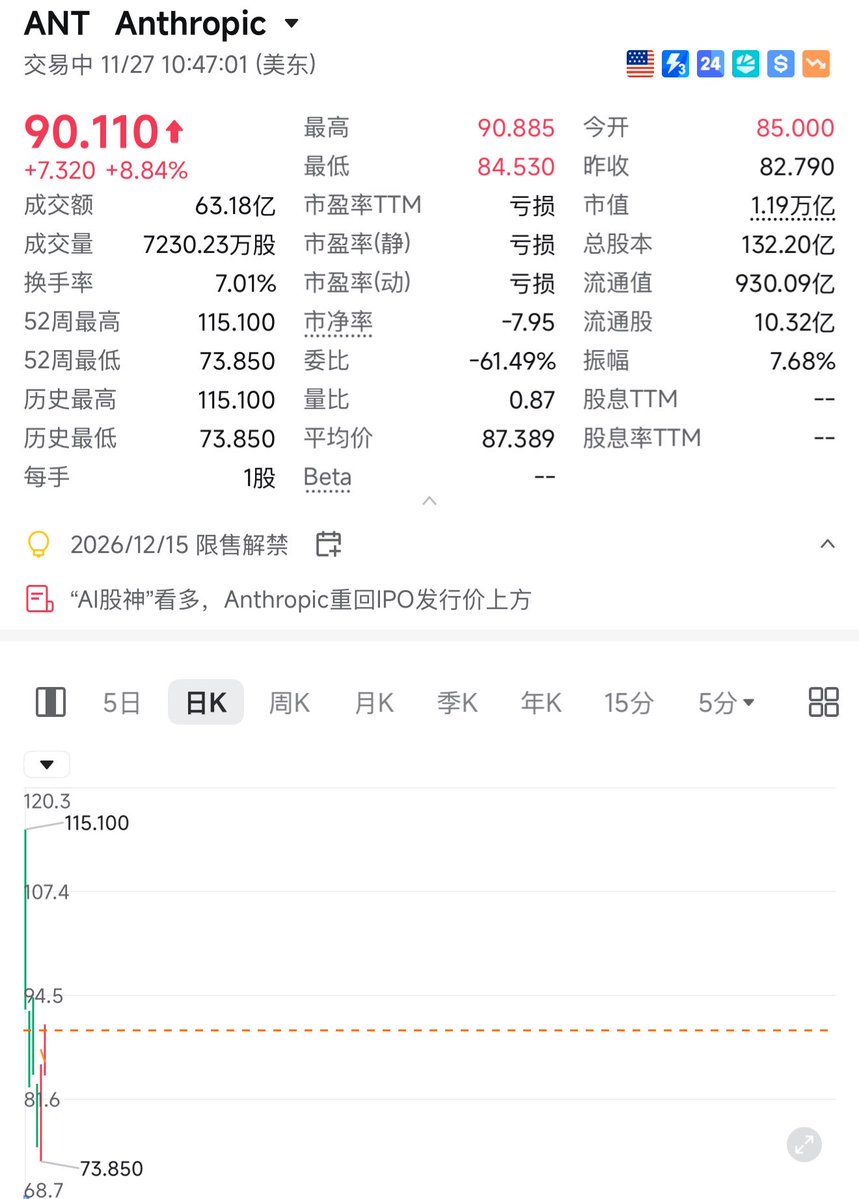 ANT Anthropic
交易中 11/27 10:47:01 (美东)
3 24 $
90.110
+7.320 +8.84%
最高 90.885 今开 85.000
最低 84.530 昨收 82.790
成交额 63.18亿 市盈率TTM 亏损 市值 1.19万亿
成交量 7230.23万股 市盈率(静) 亏损 总股本 132.20亿
换手率 7.01% 市盈率(动) 亏损 流通值 930.09亿
52周最高 115.100 市净率 -7.95 流通股 10.32亿
52周最低 73.850 委比 -61.49% 振幅 7.68%
历史最高 115.100 量比 0.87 股息TTM --
历史最低 73.850 平均价 87.389 股息率TTM --
每手 1股 Beta --
2026/12/15 限售解禁
“AI股神”看多，Anthropic重回IPO发行价上方
5日 日K 周K 月K 季K 年K 15分 5分
120.3
115.100
107.4
94.5
81.6
73.850
68.7